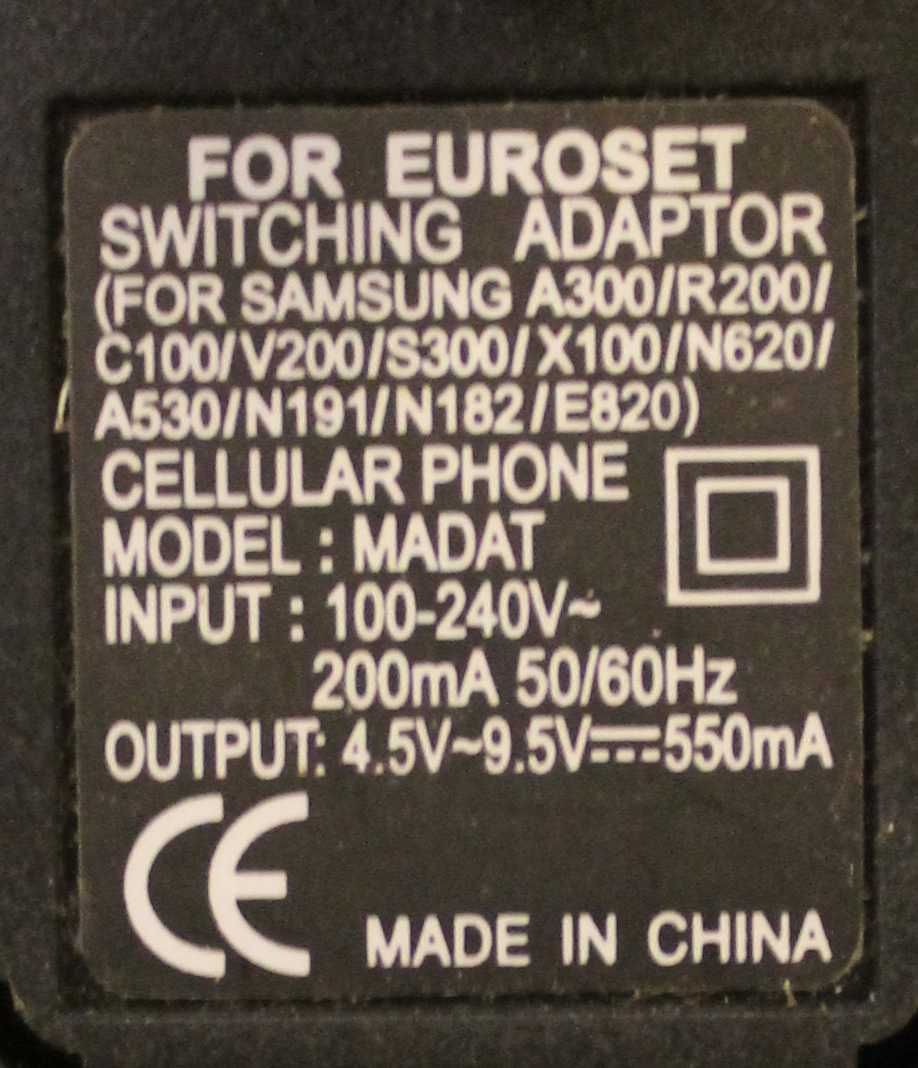 FOR EUROSET
SWITCHING ADAPTOR
(FOR SAMSUNG A300/R200/
C100/V200/S300/X100/N620/
A530/N191/N182/E820)
CELLULAR PHONE
MODEL : MADAT
INPUT : 100-240V~
200mA 50/60Hz
OUTPUT: 4.5V~9.5V⎓550mA
CE
MADE IN CHINA